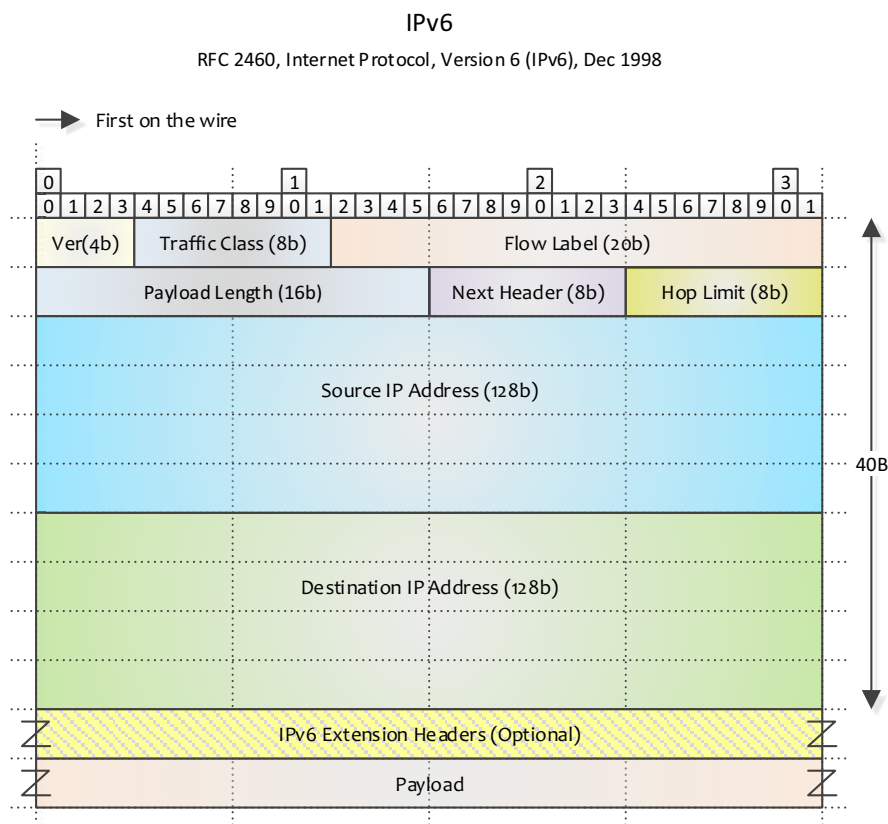 IPv6
RFC 2460, Internet Protocol, Version 6 (IPv6), Dec 1998
First on the wire
0 1 2 3
0 1 2 3 4 5 6 7 8 9 0 1 2 3 4 5 6 7 8 9 0 1 2 3 4 5 6 7 8 9 0 1
Ver(4b) Traffic Class (8b) Flow Label (20b)
Payload Length (16b) Next Header (8b) Hop Limit (8b)
Source IP Address (128b)
40B
Destination IP Address (128b)
IPv6 Extension Headers (Optional)
Payload